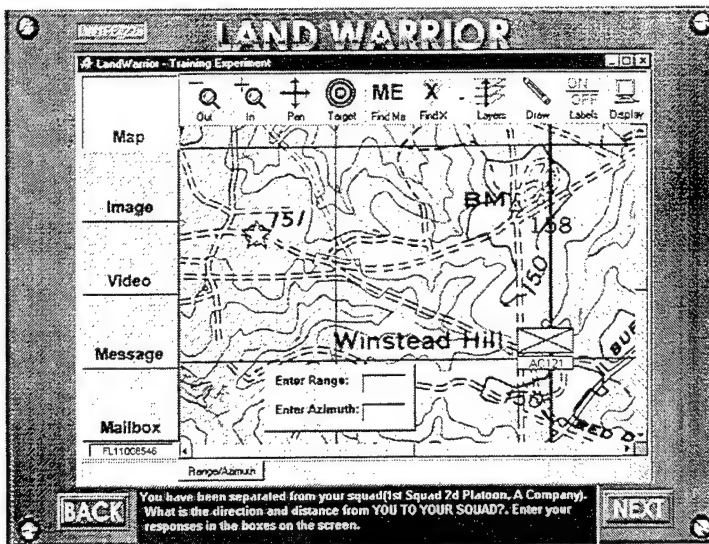 LAND WARRIOR
LandWarrior - Training Experiment
Map
Image
Video
Message
Mailbox
FL11008546
Out
In
Pan
Target
ME
Find Me
X
Find X
Layers
Draw
ON
OFF
Labels
Display
751
BM
158
150
Winstead Hill
AC121
Enter Range:
Enter Azimuth:
RED
Range/Azimuth
BACK
You have been separated from your squad(1st Squad 2d Platoon, A Company).
What is the direction and distance from YOU TO YOUR SQUAD?. Enter your
responses in the boxes on the screen.
NEXT